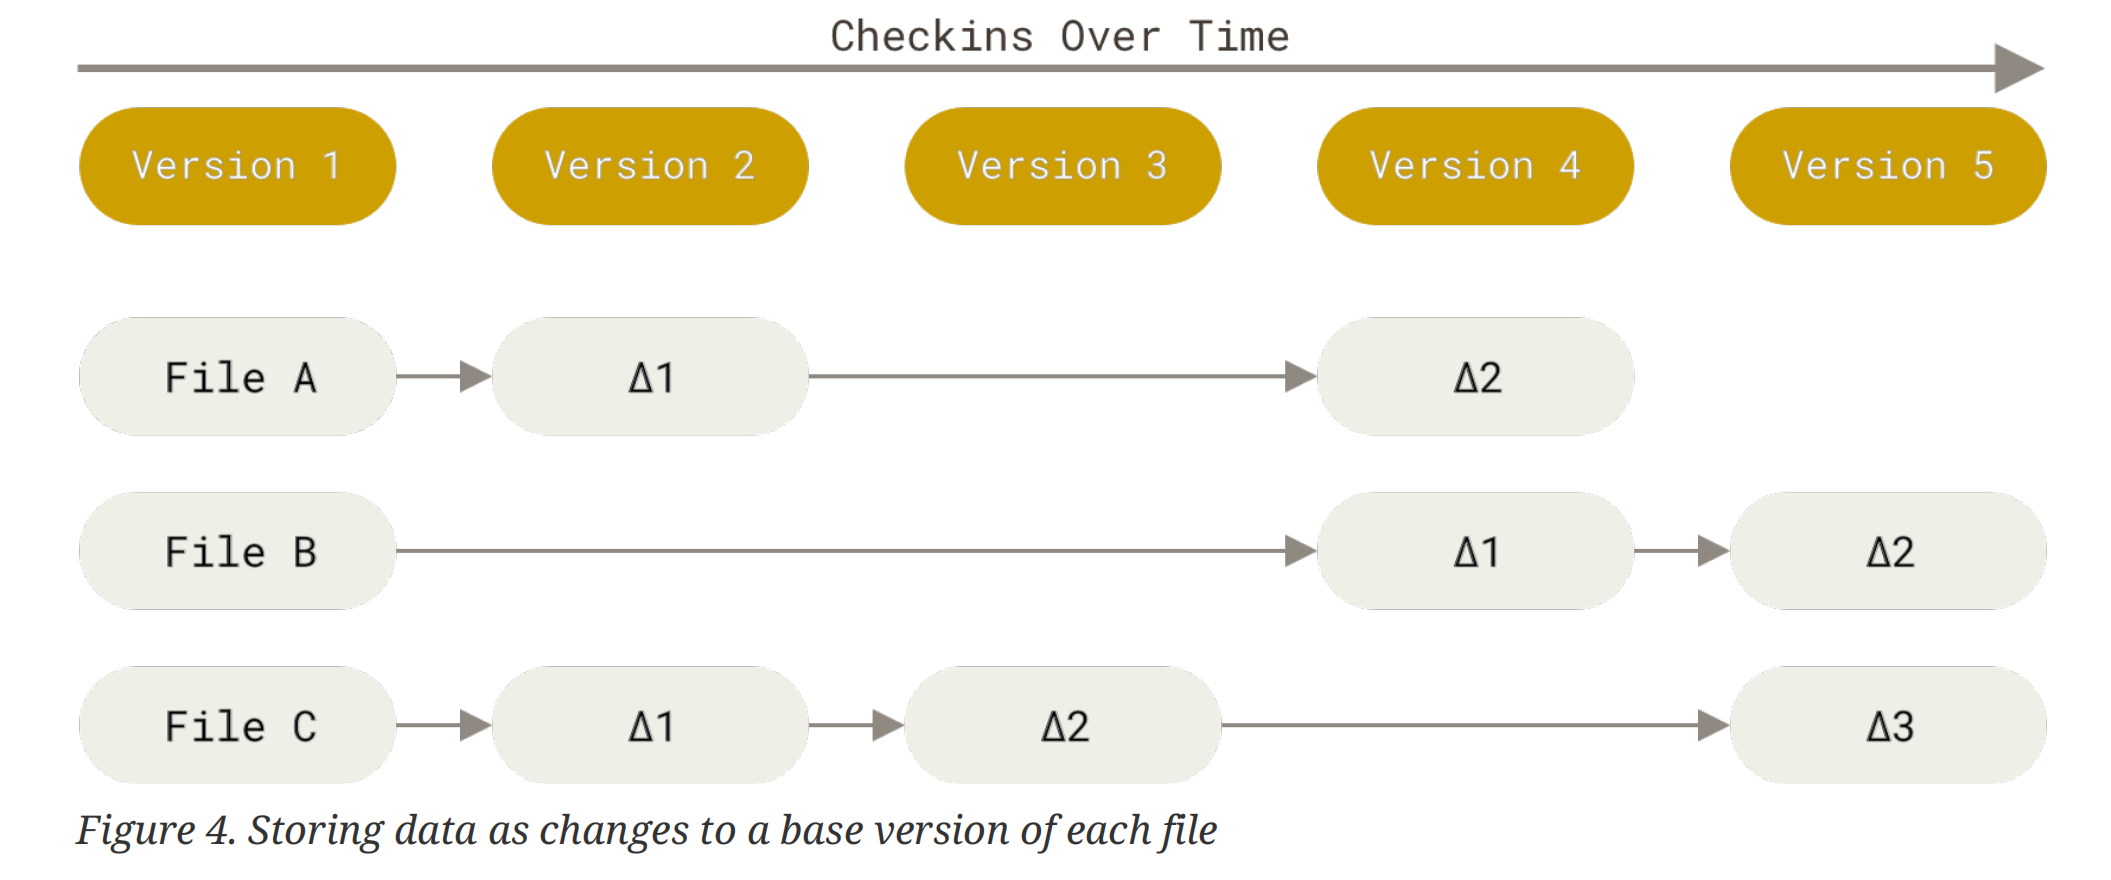 Checkins Over Time
Version 1 Version 2 Version 3 Version 4 Version 5
File A Δ1 Δ2
File B Δ1 Δ2
File C Δ1 Δ2 Δ3
Figure 4. Storing data as changes to a base version of each file